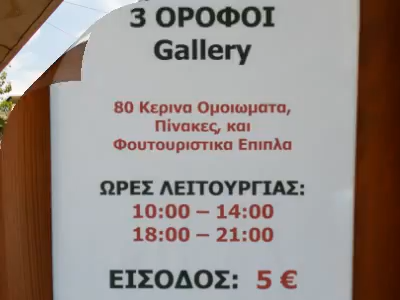 3 ΟΡΟΦΟΙ
Gallery
80 Κερινα Ομοιωματα,
Πίνακες, και
Φουτουριστικα Επιπλα
ΩΡΕΣ ΛΕΙΤΟΥΡΓΙΑΣ:
10:00 – 14:00
18:00 – 21:00
ΕΙΣΟΔΟΣ: 5 €